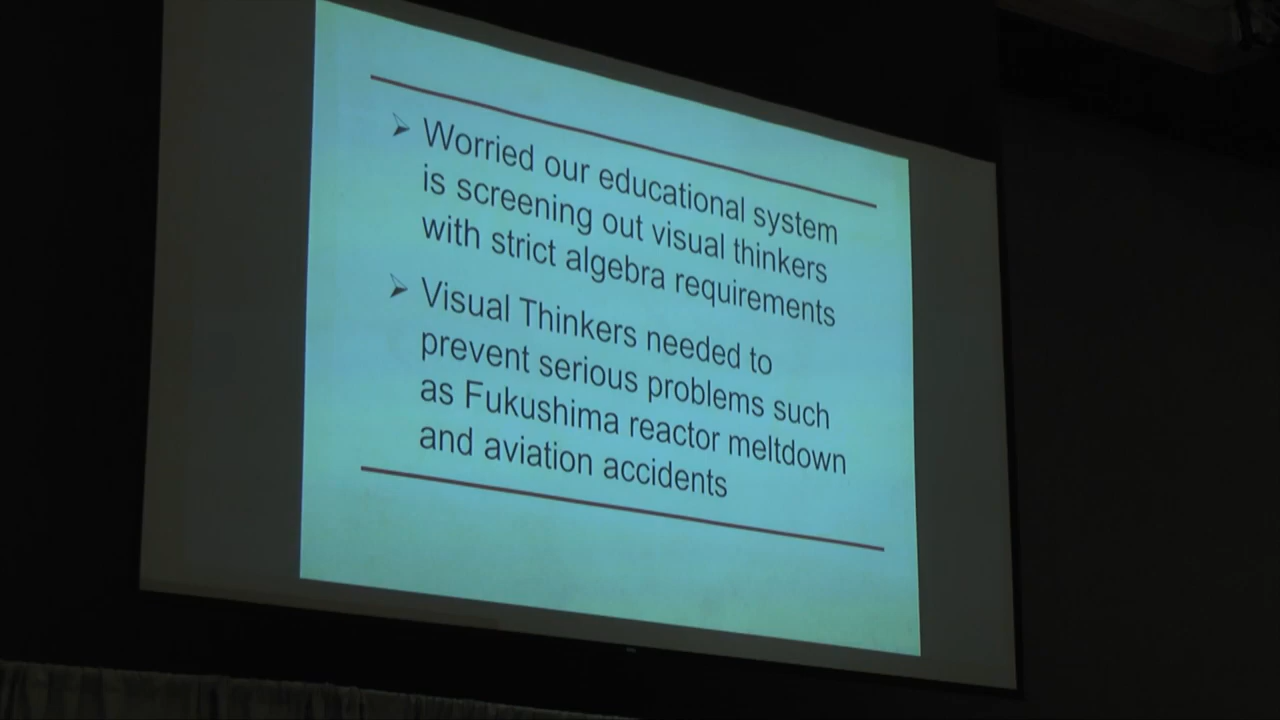 Worried our educational system
is screening out visual thinkers
with strict algebra requirements
Visual Thinkers needed to
prevent serious problems such
as Fukushima reactor meltdown
and aviation accidents